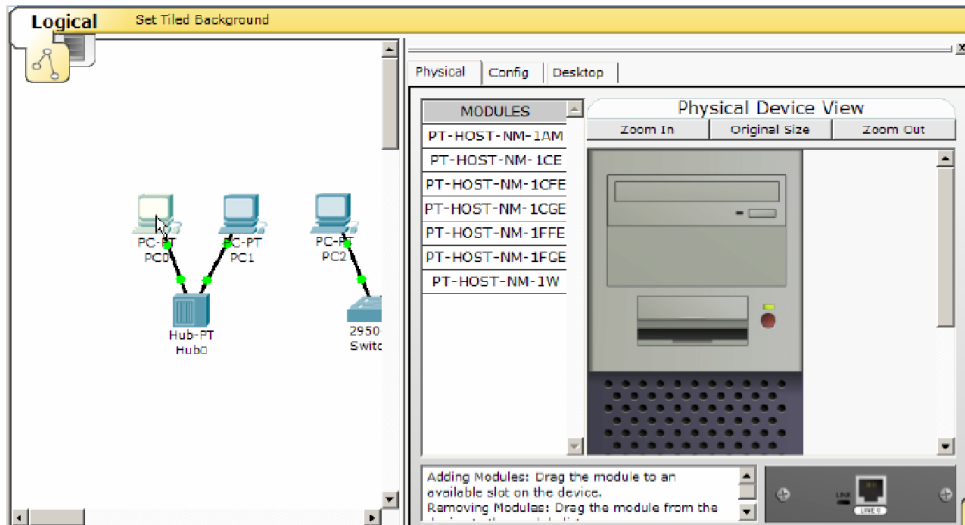 Logical
Set Tiled Background
Physical
Config
Desktop
MODULES
PT-HOST-NM-1AM
PT-HOST-NM-1CE
PT-HOST-NM-1CFE
PT-HOST-NM-1CGE
PT-HOST-NM-1FFE
PT-HOST-NM-1FGE
PT-HOST-NM-1W
Physical Device View
Zoom In
Original Size
Zoom Out
PC-PT
PC0
PC-PT
PC1
PC-PT
PC2
Hub-PT
Hub0
2950
Switc
Adding Modules: Drag the module to an
available slot on the device.
Removing Modules: Drag the module from the
LINK